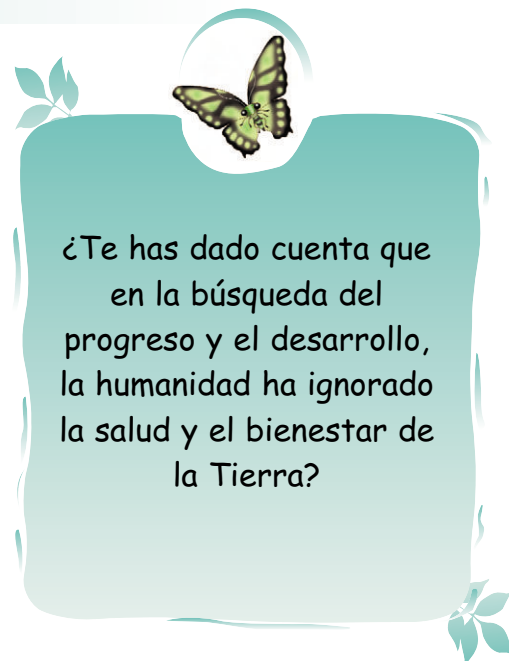 ¿Te has dado cuenta que
en la búsqueda del
progreso y el desarrollo,
la humanidad ha ignorado
la salud y el bienestar de
la Tierra?